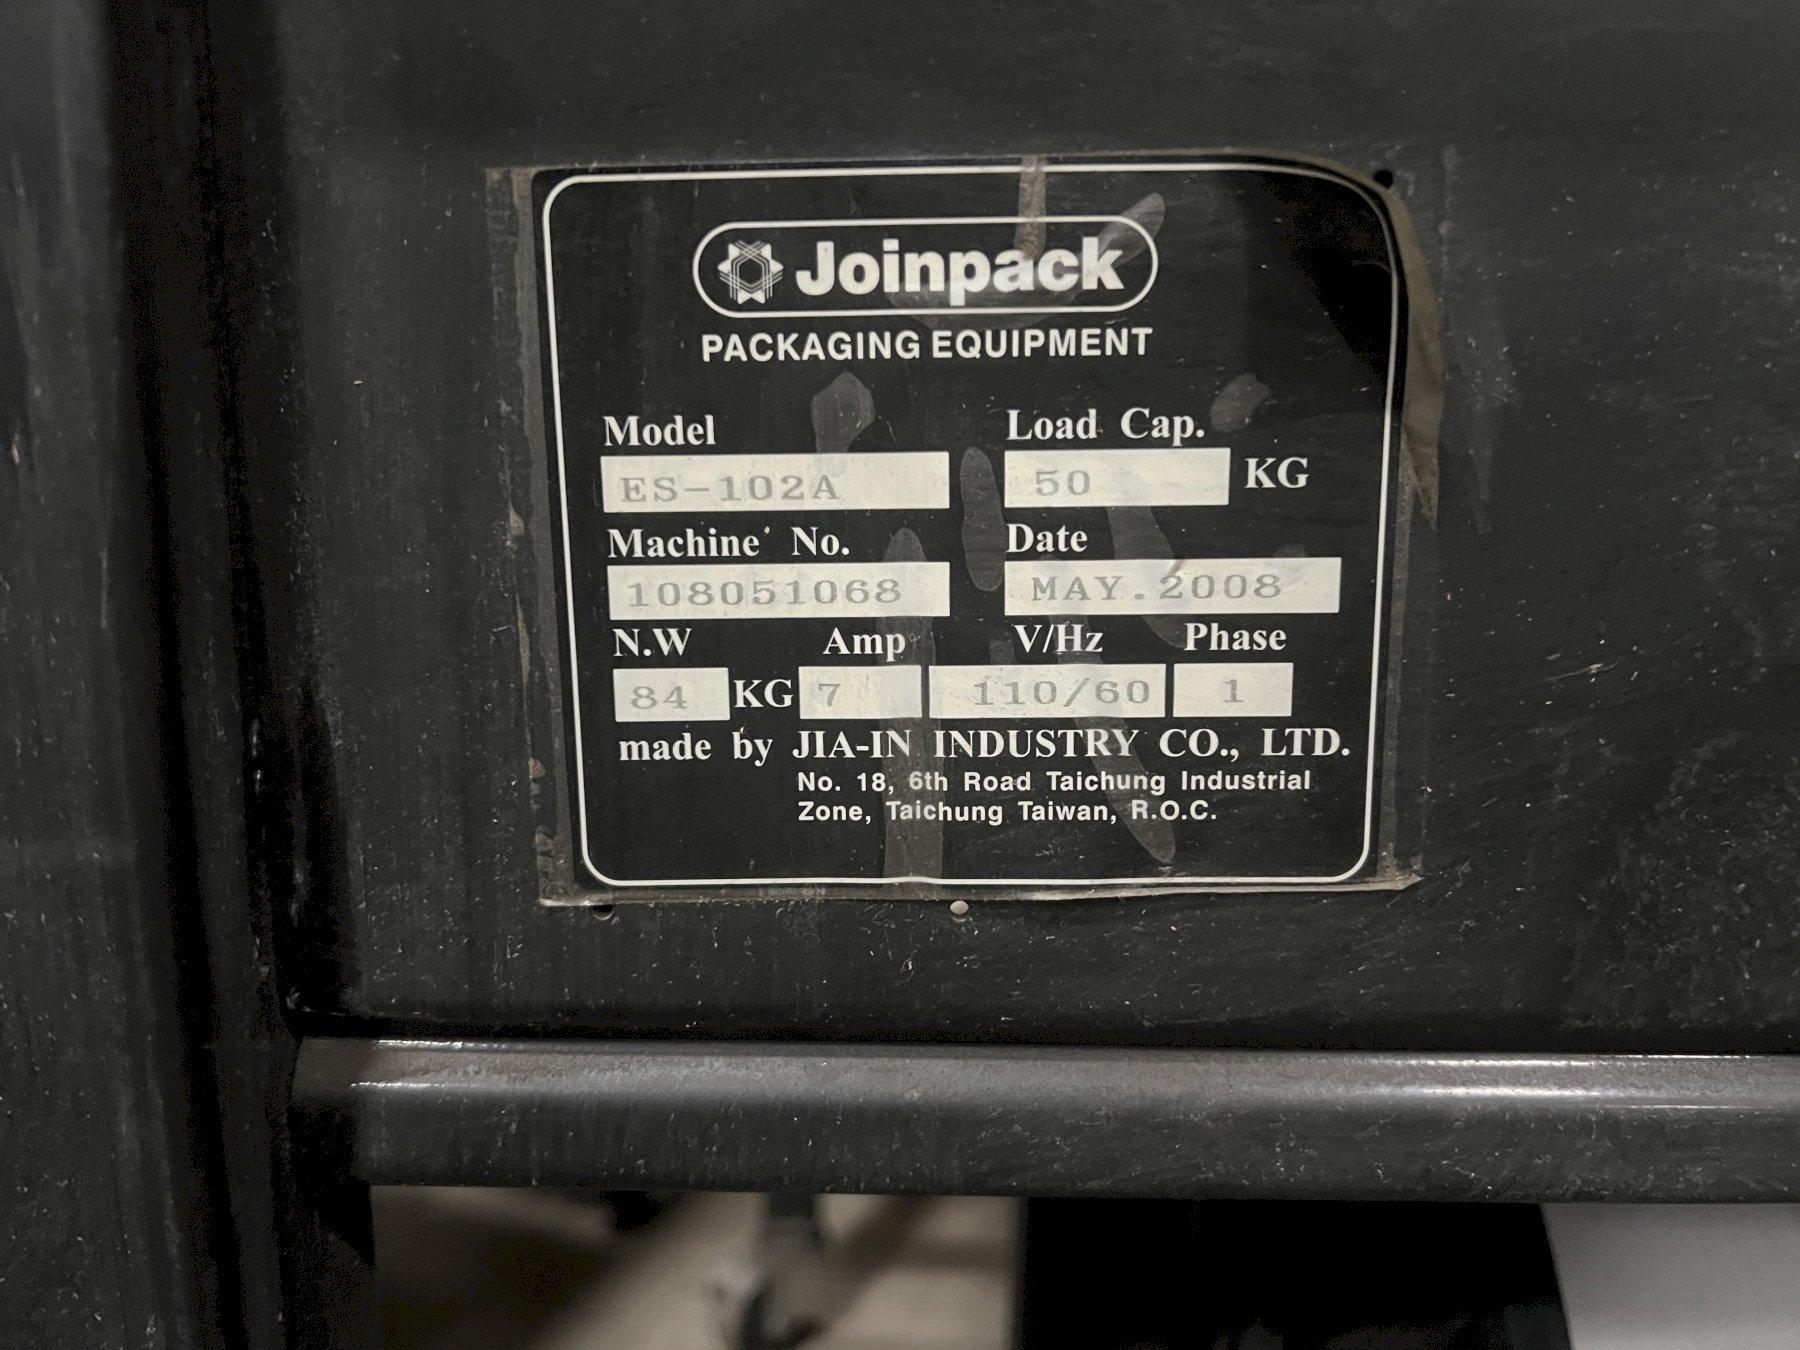 Joinpack
PACKAGING EQUIPMENT
Model Load Cap.
ES-102A 50 KG
Machine No. Date
108051068 MAY.2008
N.W Amp V/Hz Phase
84 KG 7 110/60 1
made by JIA-IN INDUSTRY CO., LTD.
No. 18, 6th Road Taichung Industrial
Zone, Taichung Taiwan, R.O.C.